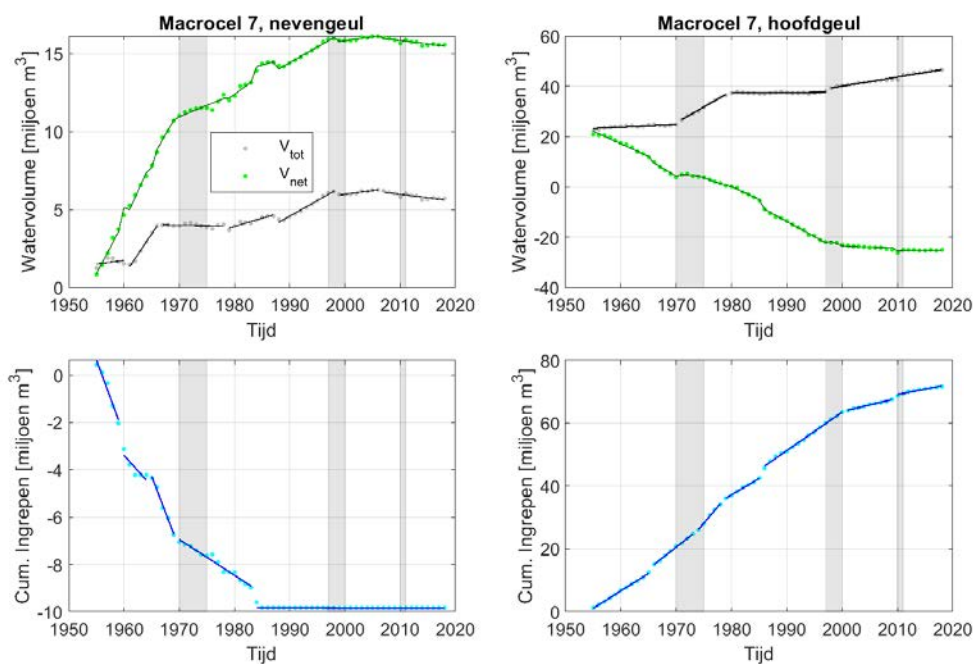 Macrocel 7, nevengeul
Watervolume [miljoen m³]
15
10
5
0
V_tot
V_net
1950 1960 1970 1980 1990 2000 2010 2020
Tijd
Macrocel 7, hoofdgeul
Watervolume [miljoen m³]
60
40
20
0
-20
-40
1950 1960 1970 1980 1990 2000 2010 2020
Tijd
Cum. Ingrepen [miljoen m³]
0
-2
-4
-6
-8
-10
1950 1960 1970 1980 1990 2000 2010 2020
Tijd
Cum. Ingrepen [miljoen m³]
80
60
40
20
0
1950 1960 1970 1980 1990 2000 2010 2020
Tijd